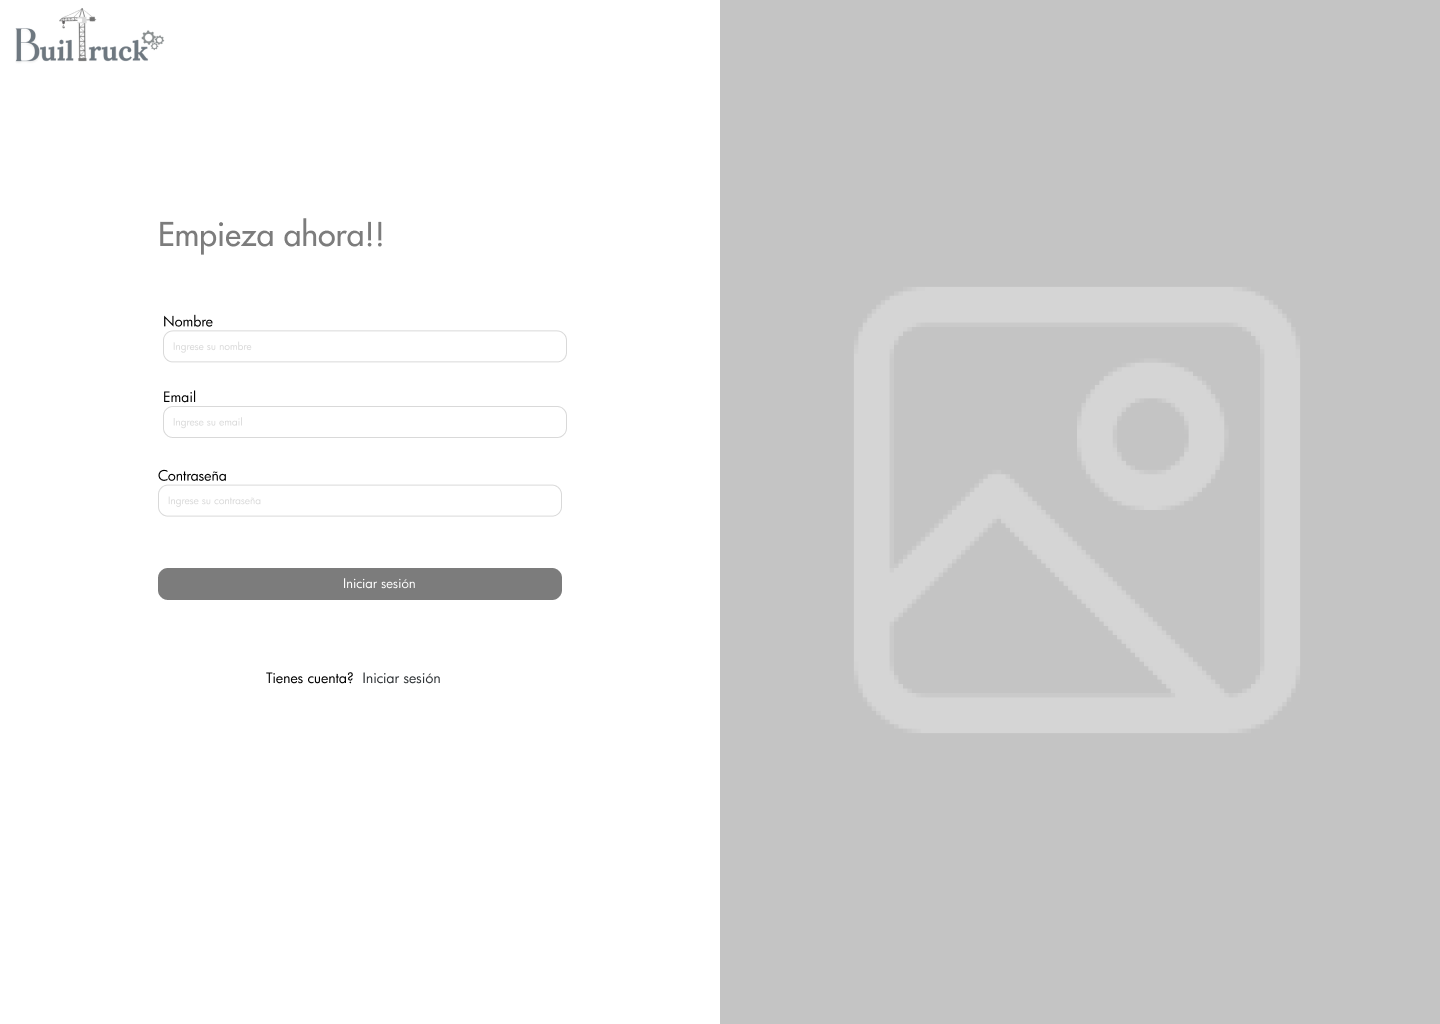 BuilTruck
Empieza ahora!!
Nombre
Ingrese su nombre
Email
Ingrese su email
Contraseña
Ingrese su contraseña
Iniciar sesión
Tienes cuenta? Iniciar sesión